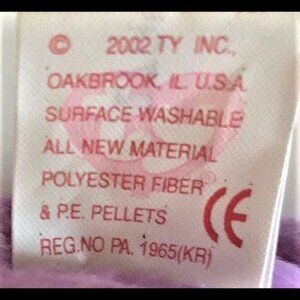 © 2002 TY INC.,
OAKBROOK, IL. U.S.A
SURFACE WASHABLE
ALL NEW MATERIAL
POLYESTER FIBER
& P.E. PELLETS CE
REG.NO PA. 1965(KR)